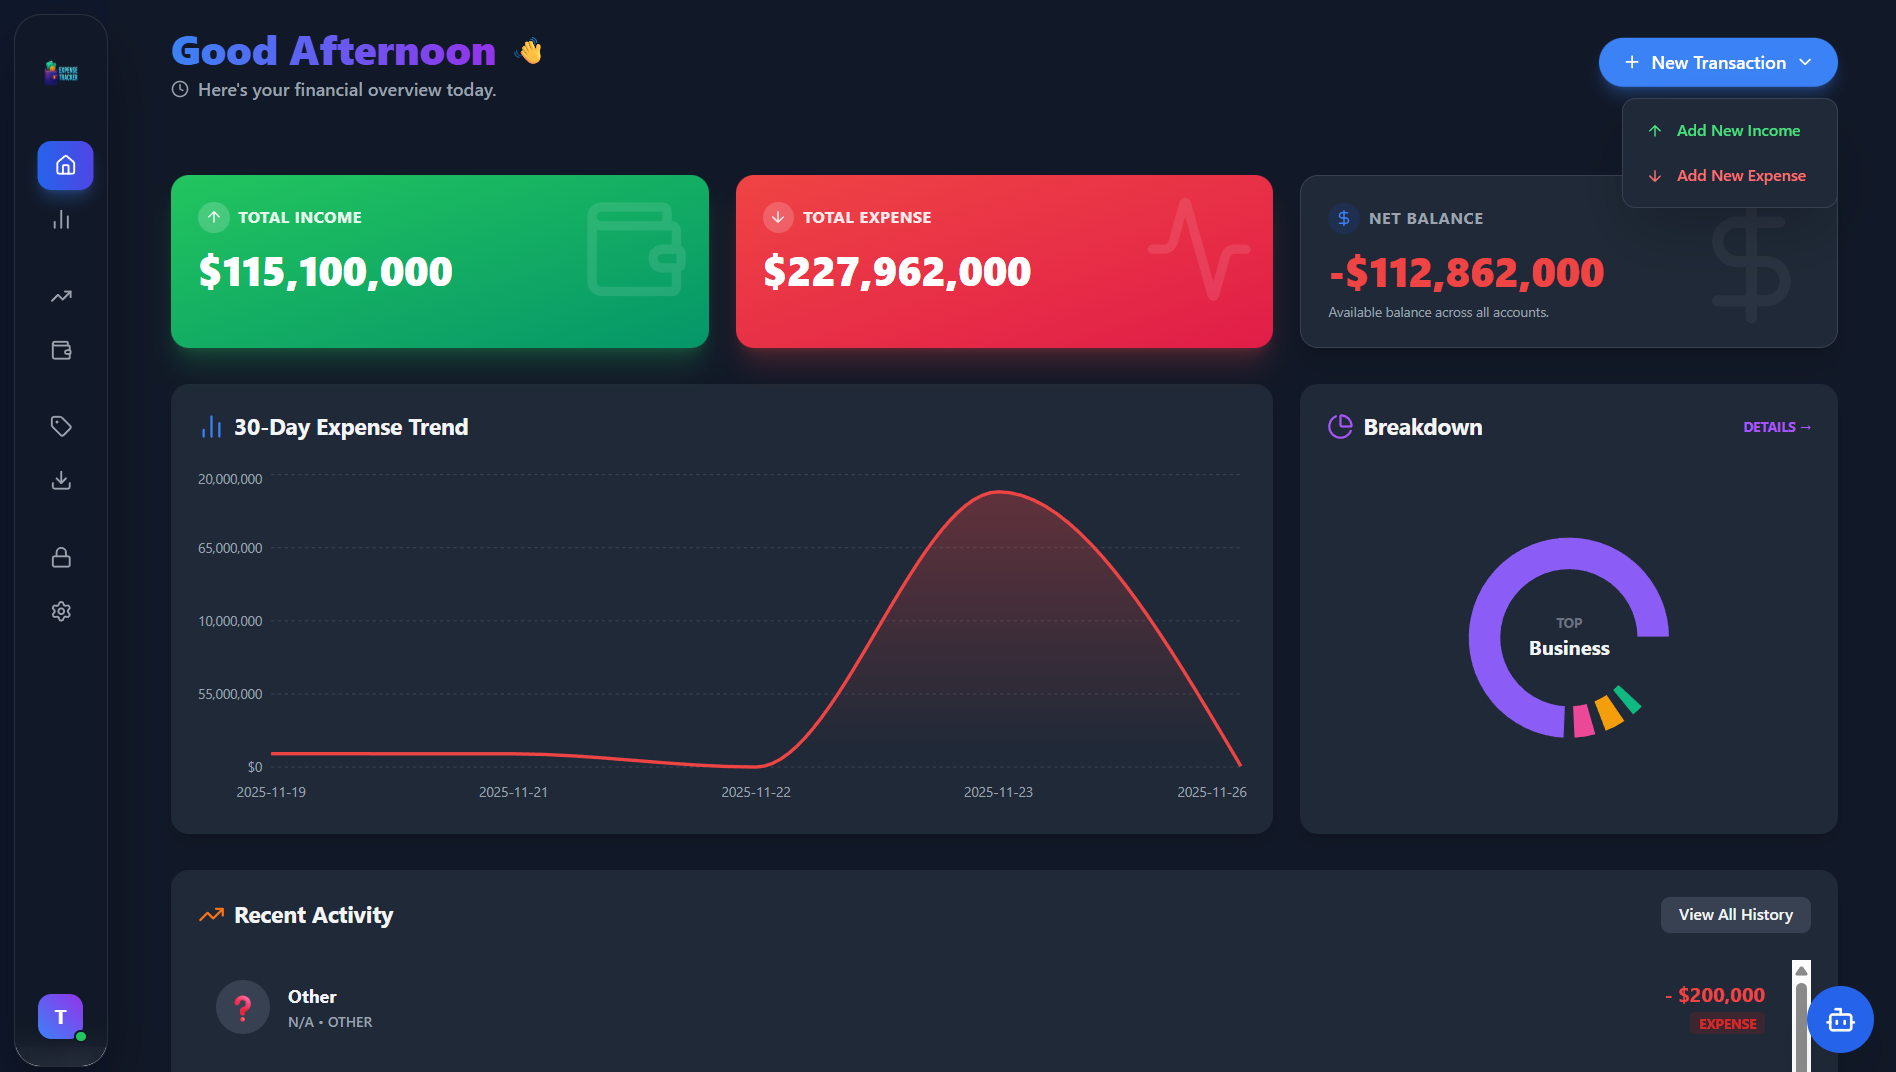 EXPENSE
TRACKER
Good Afternoon 👋
Here's your financial overview today.
New Transaction
Add New Income
Add New Expense
TOTAL INCOME
$115,100,000
TOTAL EXPENSE
$227,962,000
NET BALANCE
-$112,862,000
Available balance across all accounts.
30-Day Expense Trend
20,000,000
65,000,000
10,000,000
55,000,000
$0
2025-11-19
2025-11-21
2025-11-22
2025-11-23
2025-11-26
Breakdown
DETAILS →
TOP
Business
Recent Activity
View All History
Other
N/A • OTHER
- $200,000
EXPENSE
T